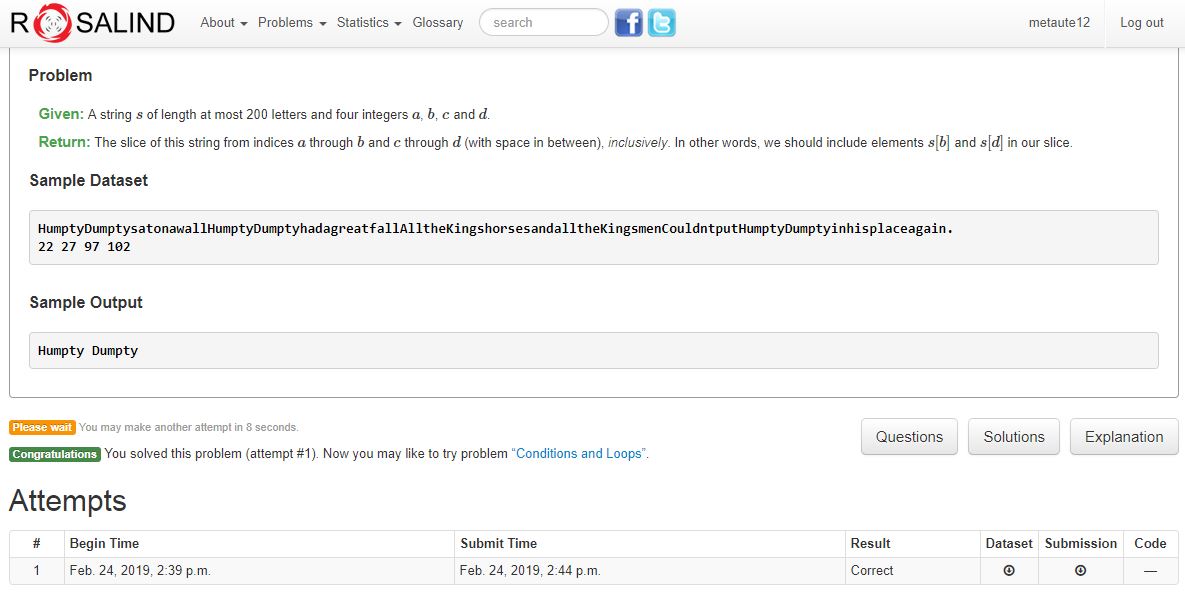 ROSALIND About Problems Statistics Glossary search f t metaute12 Log out
Problem
Given: A string s of length at most 200 letters and four integers a, b, c and d.
Return: The slice of this string from indices a through b and c through d (with space in between), inclusively. In other words, we should include elements s[b] and s[d] in our slice.
Sample Dataset
HumptyDumptysatonawallHumptyDumptyhadagreatfallAlltheKingshorsesandalltheKingsmenCouldntputHumptyDumptyinhisplaceagain.
22 27 97 102
Sample Output
Humpty Dumpty
Please wait You may make another attempt in 8 seconds.
Questions Solutions Explanation
Congratulations You solved this problem (attempt #1). Now you may like to try problem “Conditions and Loops”.
Attempts
# Begin Time Submit Time Result Dataset Submission Code
1 Feb. 24, 2019, 2:39 p.m. Feb. 24, 2019, 2:44 p.m. Correct —